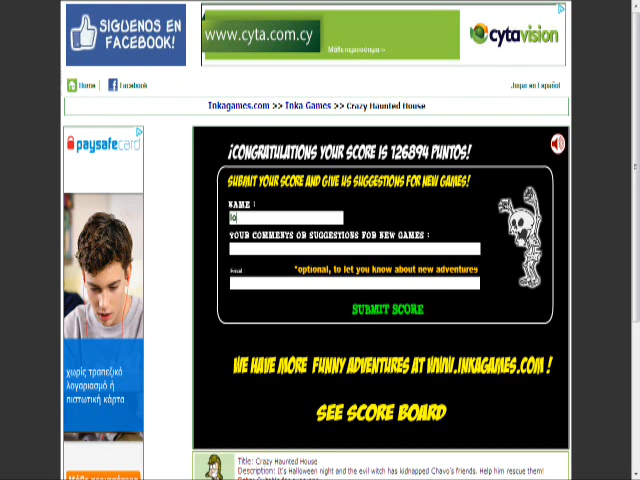 SIGUENOS EN
FACEBOOK!
www.cyta.com.cy
Μάθε περισσότερα »
cytavision
Home
Facebook
Juega en Español
Inkagames.com >> Inka Games >> Crazy Haunted House
paysafecard
χωρίς τραπεζικό
λογαριασμό ή
πιστωτική κάρτα
¡CONGRATULATIONS YOUR SCORE IS 126894 PUNTOS!
SUBMIT YOUR SCORE AND GIVE US SUGGESTIONS FOR NEW GAMES!
NAME :
lo
YOUR COMMENTS OR SUGGESTIONS FOR NEW GAMES :
Email
*optional, to let you know about new adventures
SUBMIT SCORE
WE HAVE MORE FUNNY ADVENTURES AT WWW.INKAGAMES.COM !
SEE SCORE BOARD
Title: Crazy Haunted House
Description: It's Halloween night and the evil witch has kidnapped Chavo's friends. Help him rescue them!